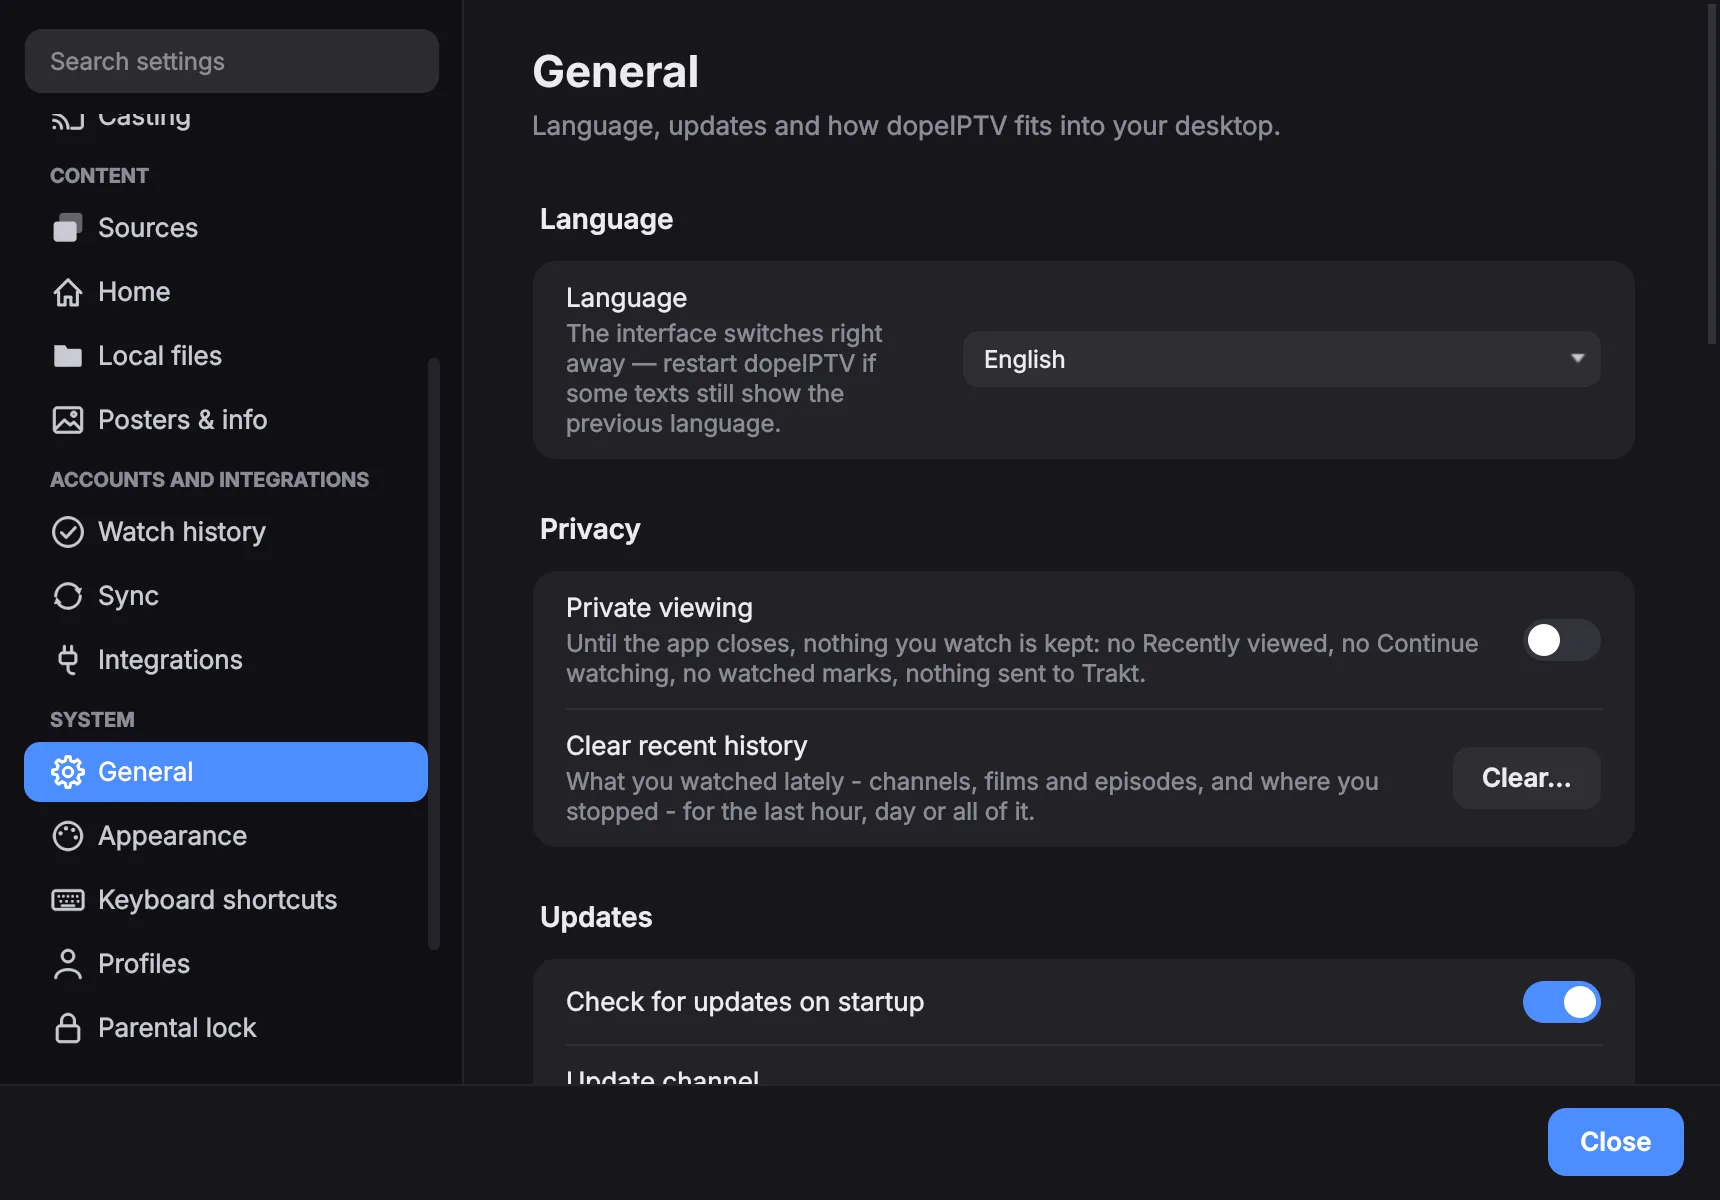 Search settings
Casting
CONTENT
Sources
Home
Local files
Posters & info
ACCOUNTS AND INTEGRATIONS
Watch history
Sync
Integrations
SYSTEM
General
Appearance
Keyboard shortcuts
Profiles
Parental lock
General
Language, updates and how dopeIPTV fits into your desktop.
Language
Language
The interface switches right
away — restart dopeIPTV if
some texts still show the
previous language.
English
Privacy
Private viewing
Until the app closes, nothing you watch is kept: no Recently viewed, no Continue
watching, no watched marks, nothing sent to Trakt.
Clear recent history
What you watched lately - channels, films and episodes, and where you
stopped - for the last hour, day or all of it.
Clear...
Updates
Check for updates on startup
Update channel
Close